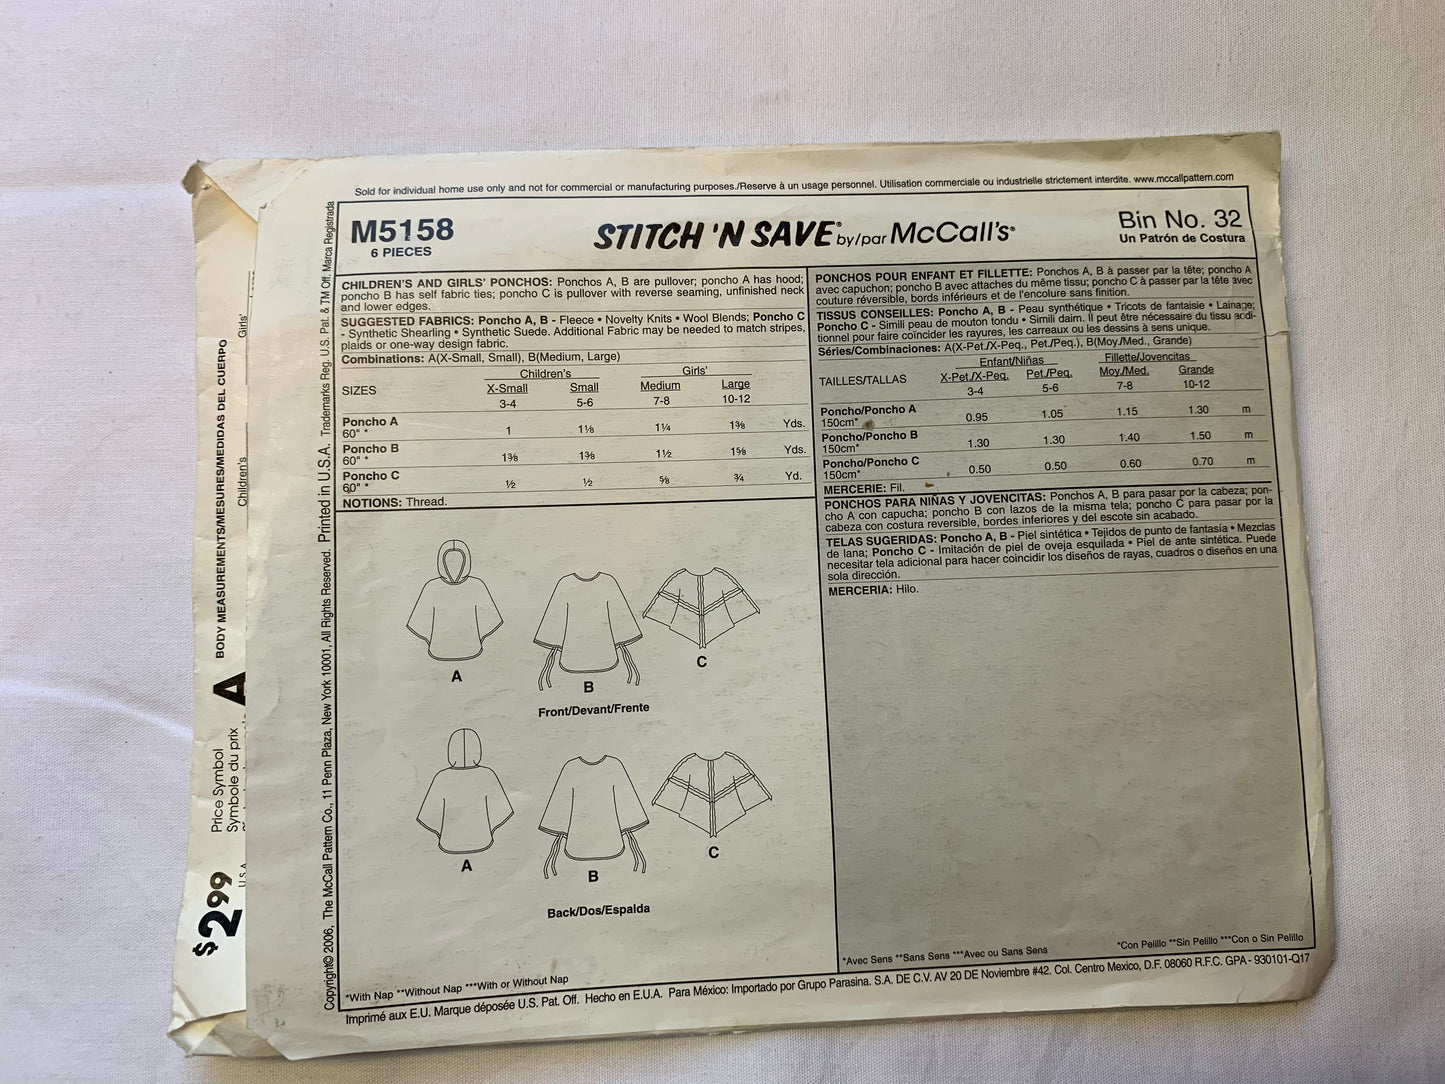 Sold for individual home use only and not for commercial or manufacturing purposes./Reserve à un usage personnel. Utilisation commerciale ou industrielle strictement interdite. www.mccallpattern.com
M5158
6 PIECES
STITCH 'N SAVE® by/par McCall's®
Bin No. 32
Un Patrón de Costura
CHILDREN'S AND GIRLS' PONCHOS: Ponchos A, B are pullover; poncho A has hood;
poncho B has self fabric ties; poncho C is pullover with reverse seaming, unfinished neck
and lower edges.
SUGGESTED FABRICS: Poncho A, B - Fleece • Novelty Knits • Wool Blends; Poncho C
- Synthetic Shearling • Synthetic Suede. Additional Fabric may be needed to match stripes,
plaids or one-way design fabric.
Combinations: A(X-Small, Small), B(Medium, Large)
Children's Girls'
SIZES X-Small Small Medium Large
3-4 5-6 7-8 10-12
Poncho A
60" * 1 1⅛ 1¼ 1⅜ Yds.
Poncho B
60" * 1⅜ 1⅜ 1½ 1⅝ Yds.
Poncho C
60" * ½ ½ ⅝ ¾ Yd.
NOTIONS: Thread.
A
B
C
Front/Devant/Frente
A
B
C
Back/Dos/Espalda
*With Nap **Without Nap ***With or Without Nap
PONCHOS POUR ENFANT ET FILLETTE: Ponchos A, B à passer par la tête; poncho A
avec capuchon; poncho B avec attaches du même tissu; poncho C à passer par la tête avec
couture réversible, bords inférieurs et de l'encolure sans finition.
TISSUS CONSEILLES: Poncho A, B - Peau synthétique • Tricots de fantaisie • Lainage;
Poncho C - Simili peau de mouton tondu • Simili daim. Il peut être nécessaire du tissu addi-
tionnel pour faire coïncider les rayures, les carreaux ou les dessins à sens unique.
Séries/Combinaciones: A(X-Pet./X-Peq., Pet./Peq.), B(Moy./Med., Grande)
Enfant/Niñas Fillette/Jovencitas
TAILLES/TALLAS X-Pet./X-Peq. Pet./Peq. Moy./Med. Grande
3-4 5-6 7-8 10-12
Poncho/Poncho A
150cm* 0.95 1.05 1.15 1.30 m
Poncho/Poncho B
150cm* 1.30 1.30 1.40 1.50 m
Poncho/Poncho C
150cm* 0.50 0.50 0.60 0.70 m
MERCERIE: Fil.
PONCHOS PARA NIÑAS Y JOVENCITAS: Ponchos A, B para pasar por la cabeza; pon-
cho A con capucha; poncho B con lazos de la misma tela; poncho C para pasar por la
cabeza con costura reversible, bordes inferiores y del escote sin acabado.
TELAS SUGERIDAS: Poncho A, B - Piel sintética • Tejidos de punto de fantasía • Mezclas
de lana; Poncho C - Imitación de piel de oveja esquilada • Piel de ante sintética. Puede
necesitar tela adicional para hacer coincidir los diseños de rayas, cuadros o diseños en una
sola dirección.
MERCERIA: Hilo.
*Avec Sens **Sans Sens ***Avec ou Sans Sens
*Con Pelillo **Sin Pelillo ***Con o Sin Pelillo
Imprimé aux E.U. Marque déposée U.S. Pat. Off. Hecho en E.U.A. Para México: Importado por Grupo Parasina. S.A. DE C.V. AV 20 DE Noviembre #42. Col. Centro Mexico, D.F. 08060 R.F.C. GPA - 930101-Q17
Copyright© 2006, The McCall Pattern Co., 11 Penn Plaza, New York 10001, All Rights Reserved. Printed in U.S.A. Trademarks Reg. U.S. Pat. & TM Off. Marca Registrada
BODY MEASUREMENTS/MESURES/MEDIDAS DEL CUERPO
Children's
Girls'
A
Price Symbol
Symbole du prix
$2.99
U.S.A.